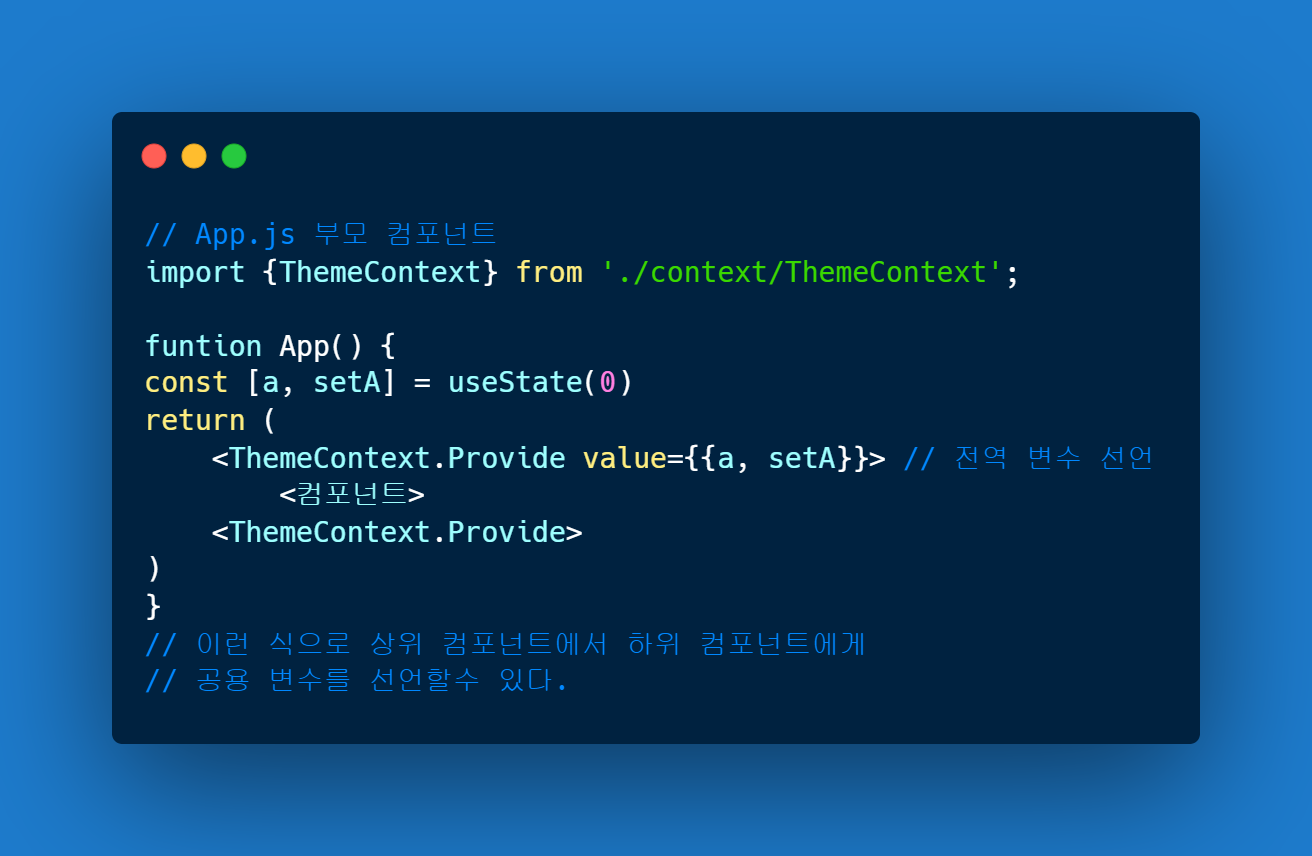 // App.js 부모 컴포넌트
import {ThemeContext} from './context/ThemeContext';
funtion App() {
const [a, setA] = useState(0)
return (
<ThemeContext.Provide value={{a, setA}}> // 전역 변수 선언
<컴포넌트>
<ThemeContext.Provide>
)
}
// 이런 식으로 상위 컴포넌트에서 하위 컴포넌트에게
// 공용 변수를 선언할수 있다.